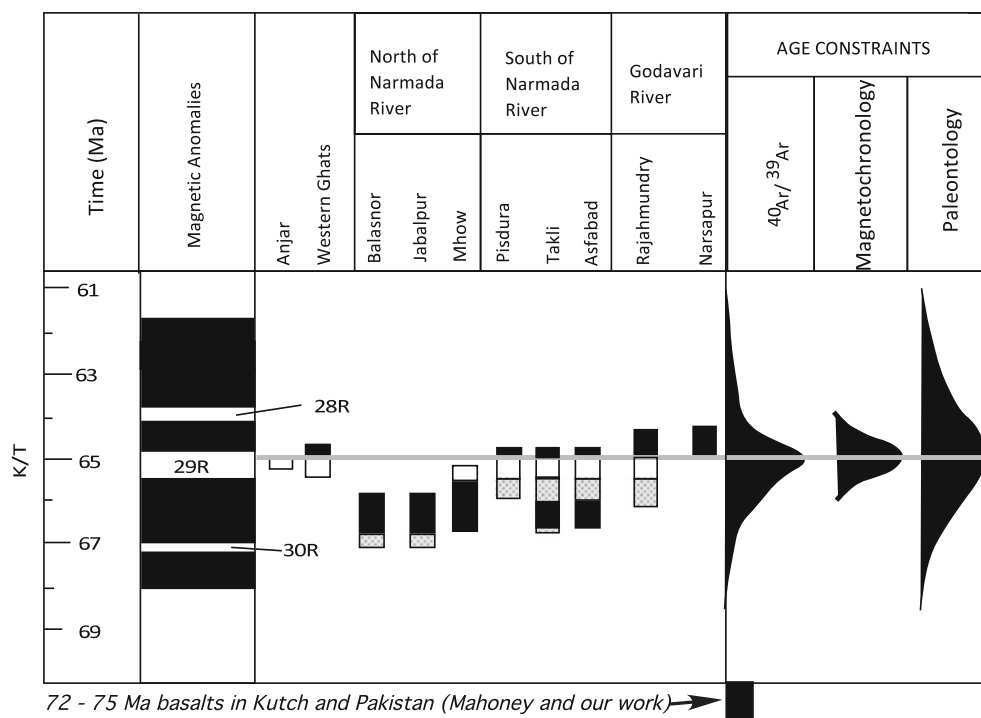 Time (Ma)
Magnetic Anomalies
Anjar
Western Ghats
North of
Narmada
River
Balasnor
Jabalpur
Mhow
South of
Narmada
River
Pisdura
Takli
Asfabad
Godavari
River
Rajahmundry
Narsapur
AGE CONSTRAINTS
40Ar/ 39Ar
Magnetochronology
Paleontology
61
63
65
67
69
K/T
28R
29R
30R
72 - 75 Ma basalts in Kutch and Pakistan (Mahoney and our work)